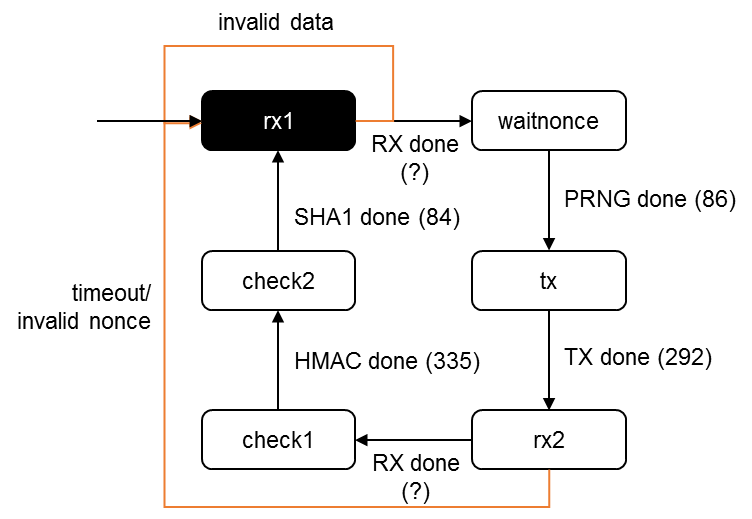 invalid data
rx1
waitnonce
RX done
(?)
PRNG done (86)
SHA1 done (84)
check2
tx
timeout/
invalid nonce
HMAC done (335)
TX done (292)
check1
rx2
RX done
(?)